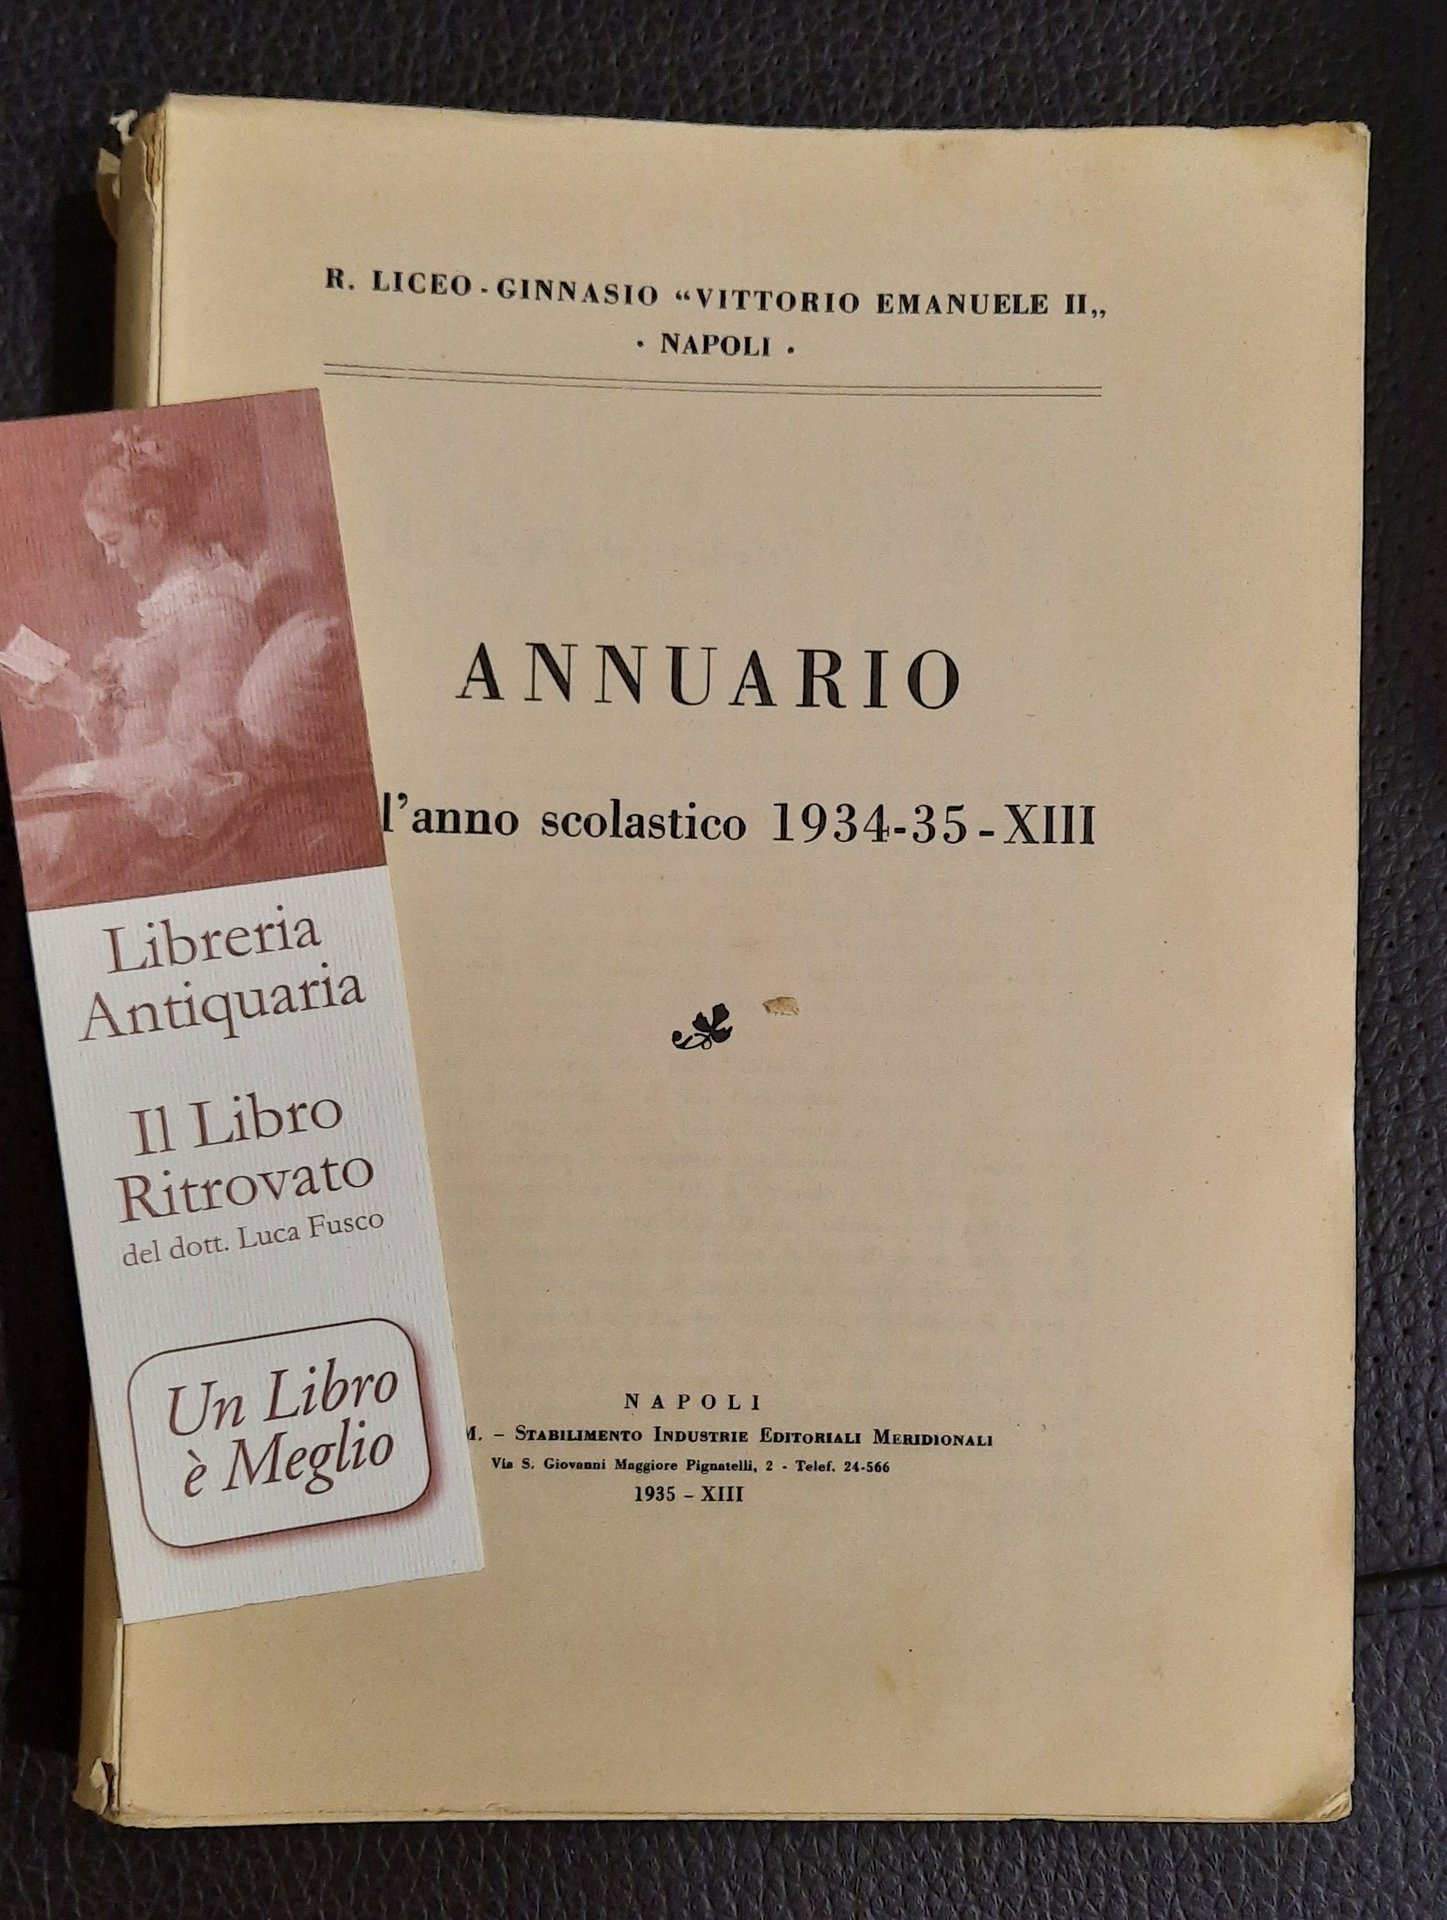 R. LICEO - GINNASIO “VITTORIO EMANUELE II„
· NAPOLI ·
ANNUARIO
l'anno scolastico 1934-35 - XIII
NAPOLI
M. – STABILIMENTO INDUSTRIE EDITORIALI MERIDIONALI
Via S. Giovanni Maggiore Pignatelli, 2 - Telef. 24-566
1935 – XIII
Libreria
Antiquaria
Il Libro
Ritrovato
del dott. Luca Fusco
Un Libro
è Meglio